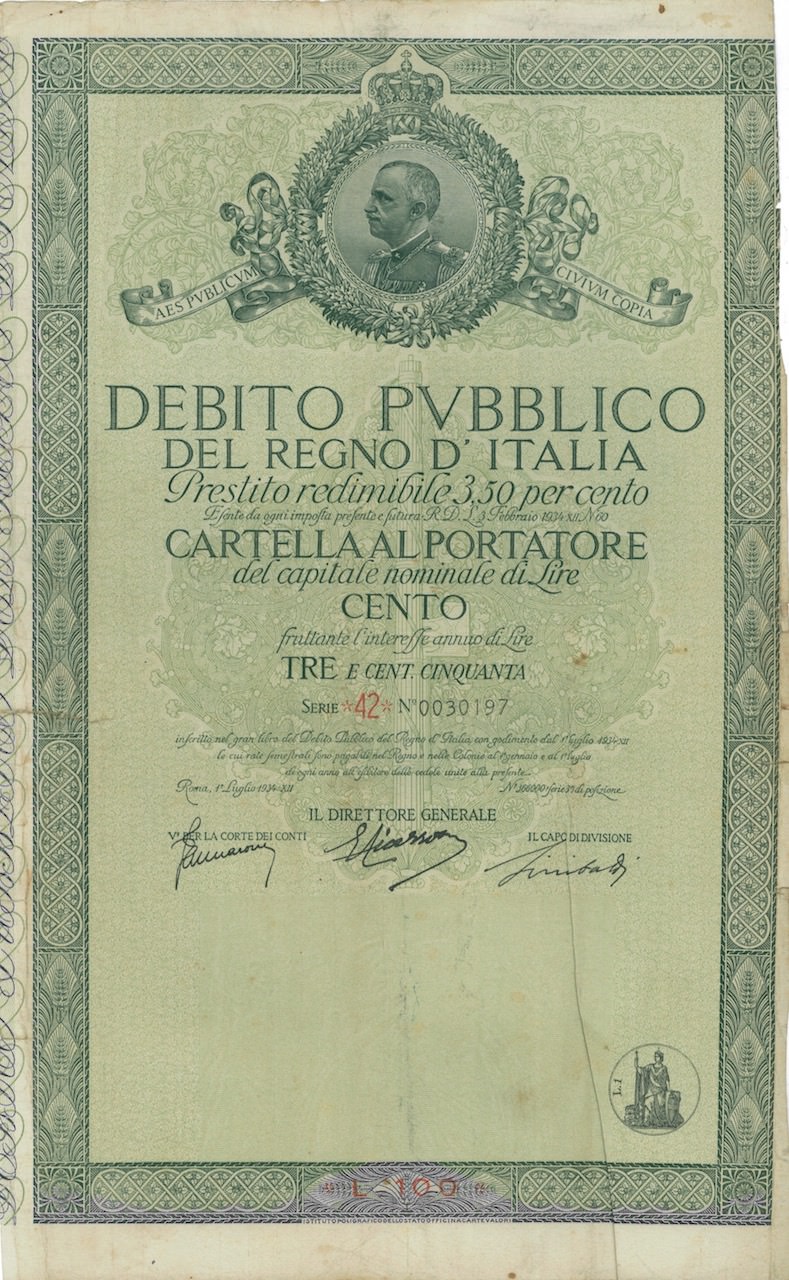 AES PVBLICVM
CIVIVM COPIA
DEBITO PVBBLICO
DEL REGNO D'ITALIA
Prestito redimibile 3,50 per cento
Esente da ogni imposta presente e futura - R. D. L. 3 Febbraio 1934-XII, N° 60
CARTELLA AL PORTATORE
del capitale nominale di Lire
CENTO
fruttante l'interesse annuo di Lire
TRE E CENT. CINQUANTA
SERIE *42* N° 0030197
inscritto nel gran libro del Debito Pubblico del Regno d'Italia, con godimento dal 1° luglio 1934-XII
le cui rate semestrali sono pagabili nel Regno e nelle Colonie al 1° gennaio e al 1° luglio
di ogni anno all'esibitore delle cedole unite alla presente.
Roma, 1° Luglio 1934-XII
N° 366000 serie 3ª di posizione
IL DIRETTORE GENERALE
V° PER LA CORTE DEI CONTI
IL CAPO DI DIVISIONE
Sinibaldi
L.1
L. 100
ISTITUTO POLIGRAFICO DELLO STATO OFFICINA CARTE VALORI